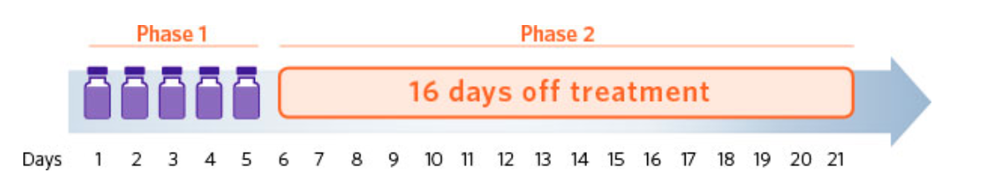 Phase 1 Phase 2
16 days off treatment
Days 1 2 3 4 5 6 7 8 9 10 11 12 13 14 15 16 17 18 19 20 21